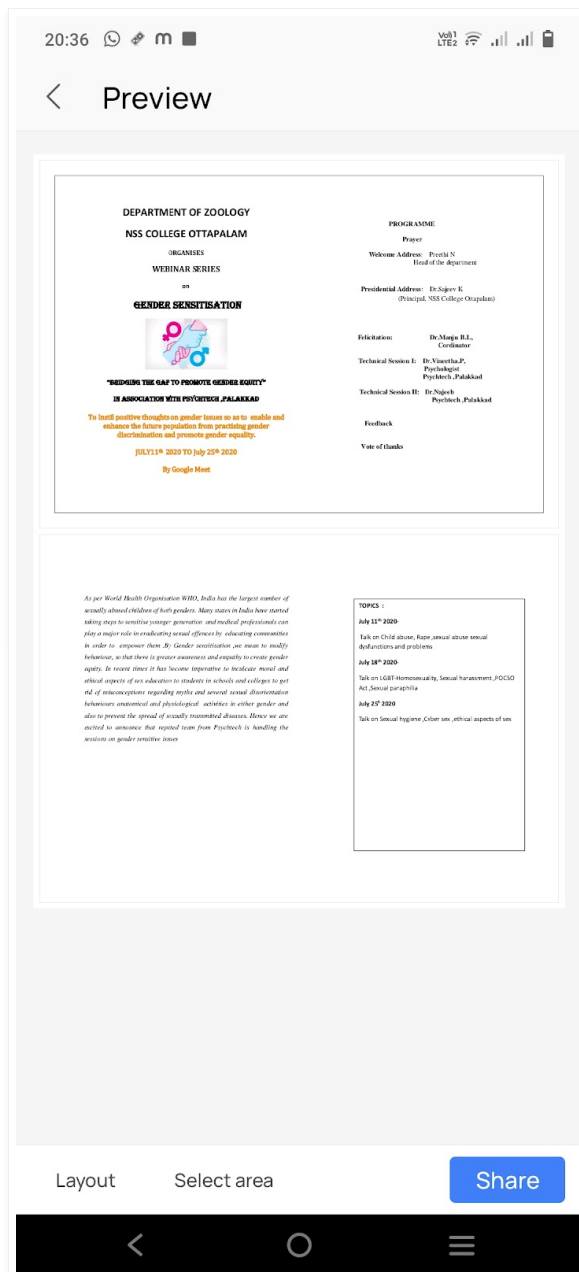 20:36
Vo)) 1
LTE2
Preview
DEPARTMENT OF ZOOLOGY
NSS COLLEGE OTTAPALAM
ORGANISES
WEBINAR SERIES
on
GENDER SENSITISATION
"BRIDGING THE GAP TO PROMOTE GENDER EQUITY"
IN ASSOCIATION WITH PSYCHTECH ,PALAKKAD
To instil positive thoughts on gender issues so as to enable and
enhance the future population from practising gender
discrimination and promote gender equality.
JULY11th 2020 TO July 25th 2020
By Google Meet
PROGRAMME
Prayer
Welcome Address: Preethi N
Head of the department
Presidential Address: Dr.Sajeev K
(Principal, NSS College Ottapalam)
Felicitation: Dr.Manju R.L,
Cordinator
Technical Session I: Dr.Vineetha.P,
Psychologist
Psychtech ,Palakkad
Technical Session II: Dr.Najeeb
Psychtech ,Palakkad
Feedback
Vote of thanks
As per World Health Organisation WHO, India has the largest number of
sexually abused children of both genders. Many states in India have started
taking steps to sensitise younger generation and medical professionals can
play a major role in eradicating sexual offences by educating communities
in order to empower them .By Gender sensitisation ,we mean to modify
behaviour, so that there is greater awareness and empathy to create gender
equity. In recent times it has become imperative to inculcate moral and
ethical aspects of sex education to students in schools and colleges to get
rid of misconceptions regarding myths and several sexual disorientation
behaviours anatomical and physiological activities in either gender and
also to prevent the spread of sexually transmitted diseases. Hence we are
excited to announce that reputed team from Psychtech is handling the
sessions on gender sensitive issues
TOPICS :
July 11th 2020-
Talk on Child abuse, Rape ,sexual abuse sexual
dysfunctions and problems
July 18th 2020-
Talk on LGBT-Homosexuality, Sexual harassment ,POCSO
Act ,Sexual paraphilia
July 25th 2020
Talk on Sexual hygiene ,Cyber sex ,ethical aspects of sex
Layout
Select area
Share